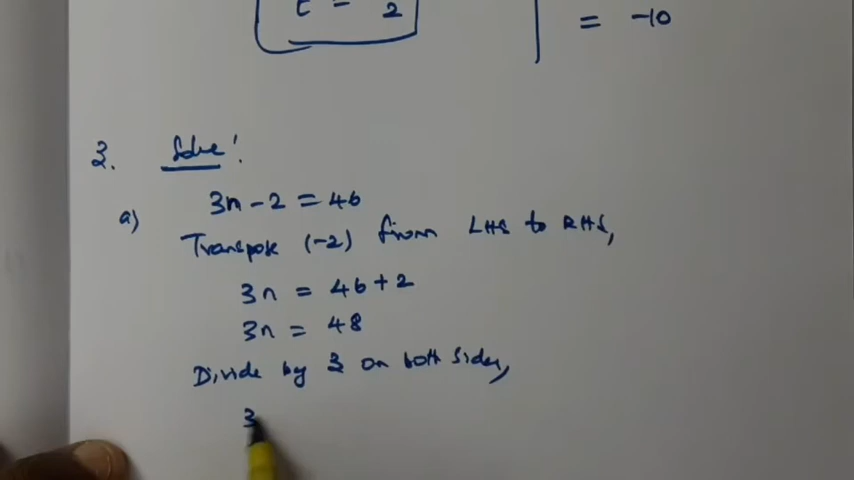 t = 2
= -10
3. Solve!
a) 3n - 2 = 46
Transpose (-2) from LHS to RHS,
3n = 46 + 2
3n = 48
Divide by 3 on both sides,
3